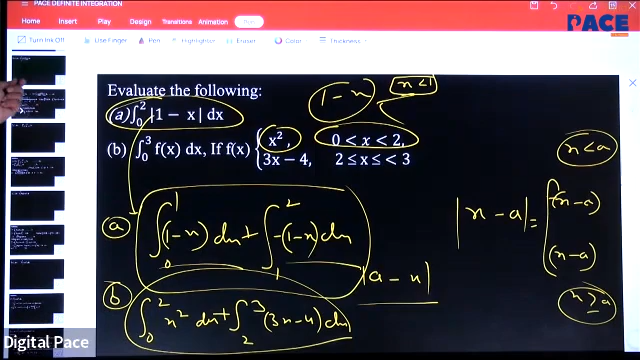 PACE DEFINITE INTEGRATION
Home Insert Draw Design Transitions Animation
Turn Ink Off Use Finger Pen Highlighter Color Thickness
PACE
Evaluate the following:
(a) ∫₀² |1 − x| dx
(b) ∫₀³ f(x) dx, If f(x) { x², 0 < x < 2,
3x − 4, 2 ≤ x ≤ < 3
1−x
x<1
x<a
a ∫₀¹ (1−x) dx + ∫₁² −(1−x) dx
|x−a| = { −(x−a)
(x−a)
x≥a
|a−x|
b ∫₀² x² dx + ∫₂³ (3x−4) dx
Digital Pace